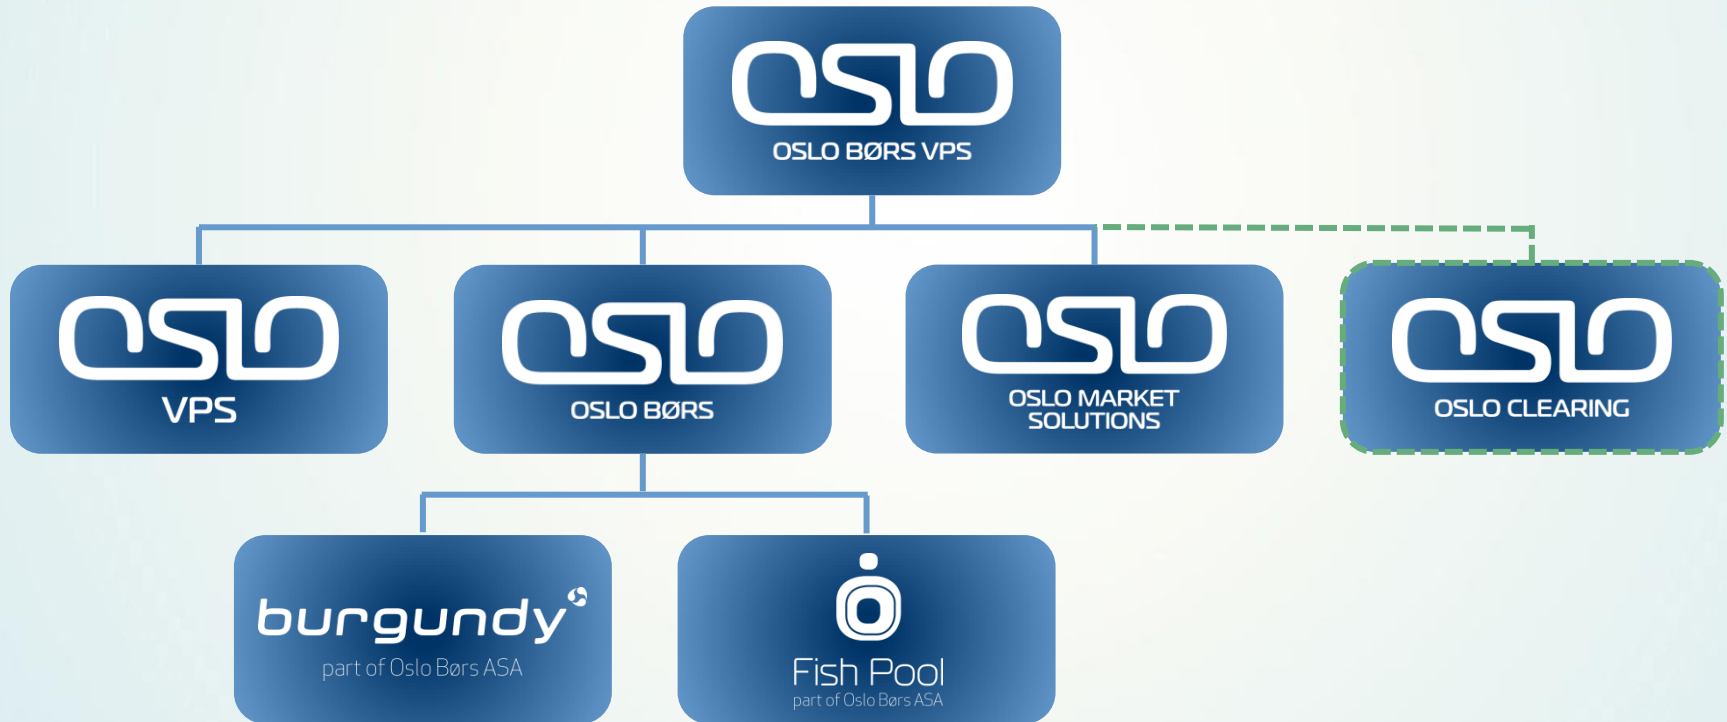 OSLO
OSLO BØRS VPS
OSLO
VPS
OSLO
OSLO BØRS
OSLO
OSLO MARKET
SOLUTIONS
OSLO
OSLO CLEARING
burgundy
part of Oslo Børs ASA
Fish Pool
part of Oslo Børs ASA